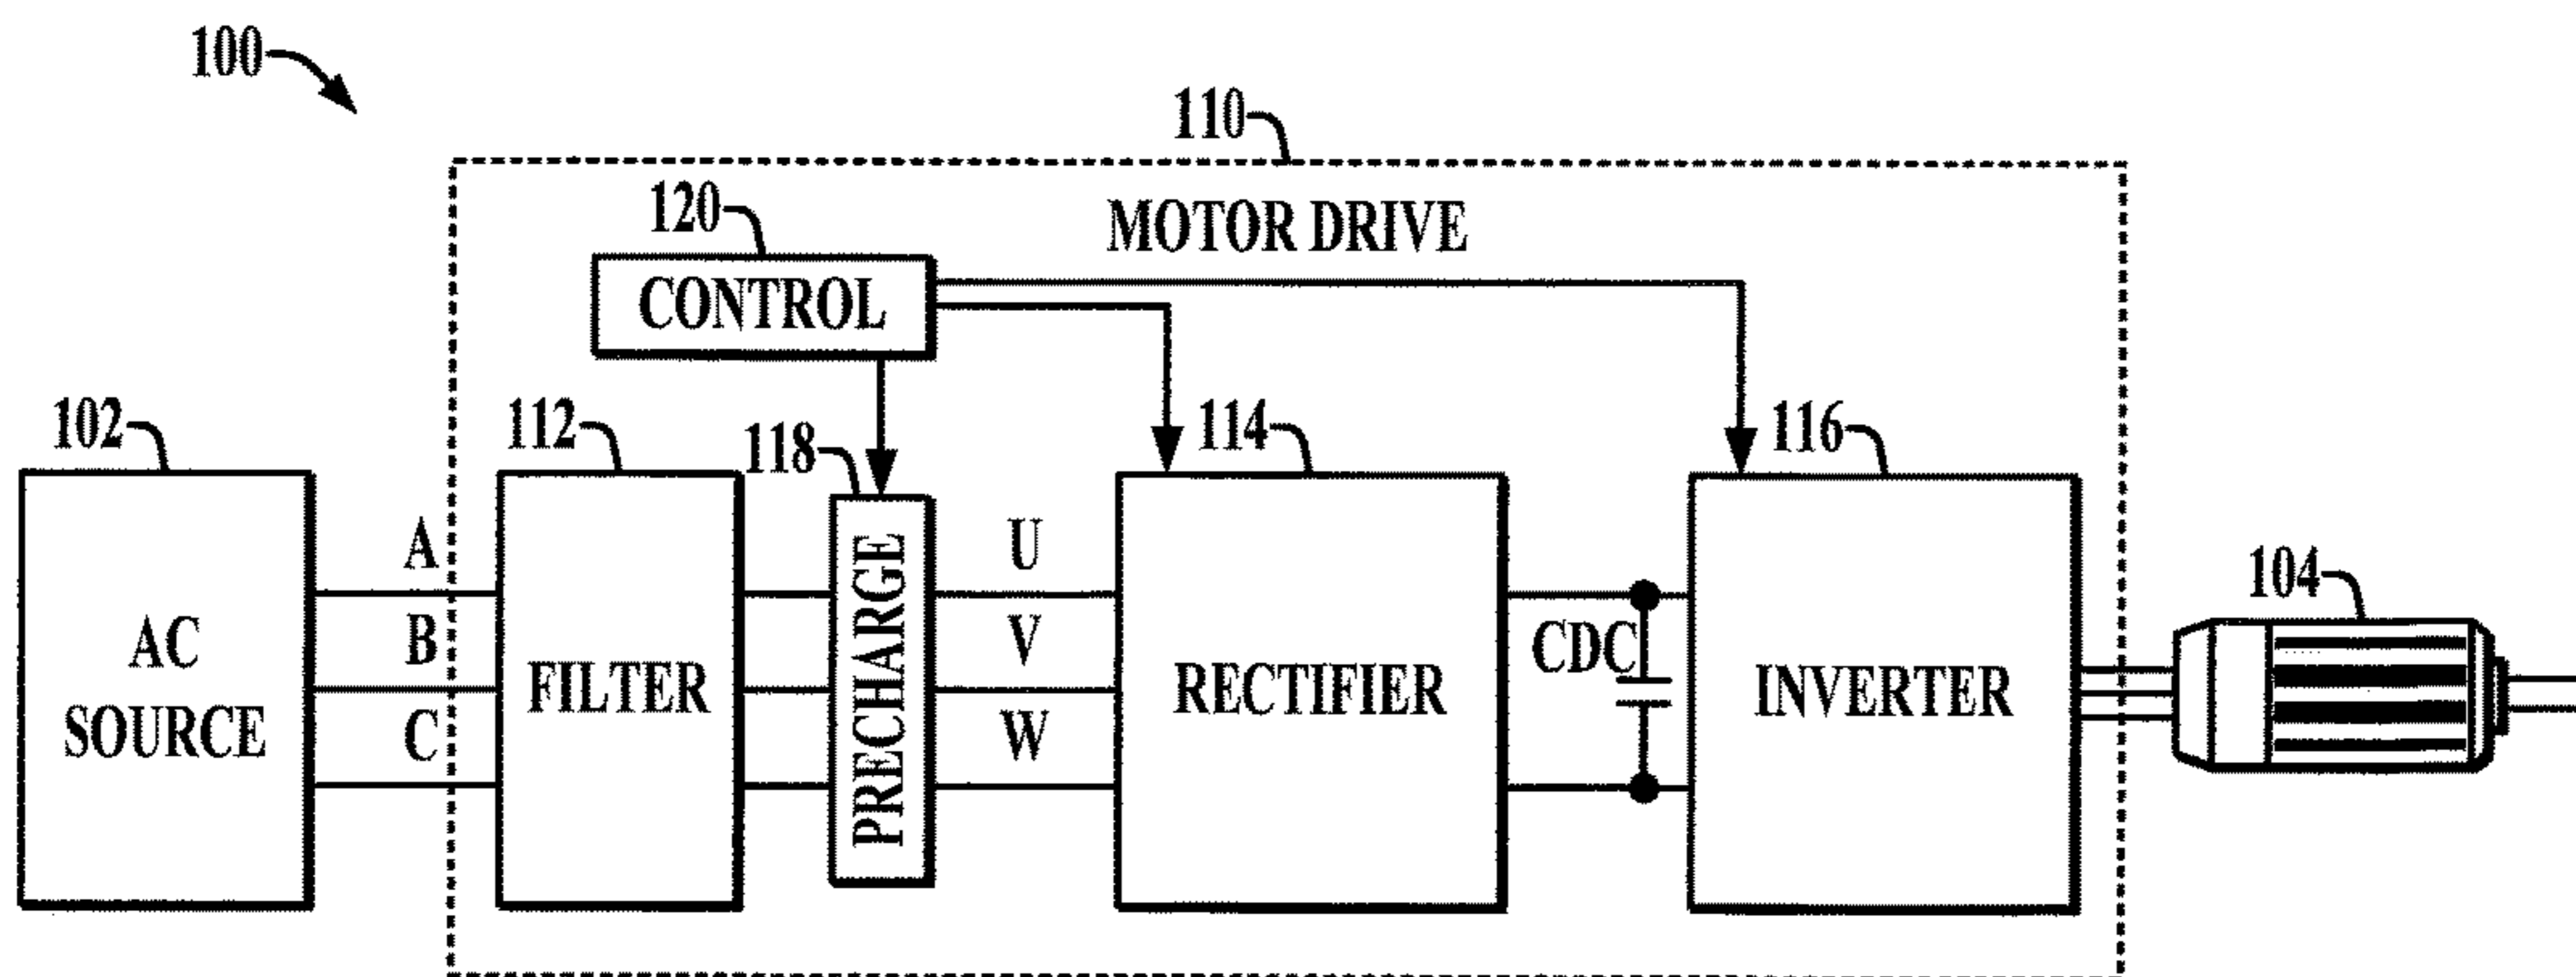 100
110
120
MOTOR DRIVE
CONTROL
102
112
118
114
116
A
U
B
V
C
W
104
AC
SOURCE
FILTER
PRECHARGE
RECTIFIER
CDC
INVERTER